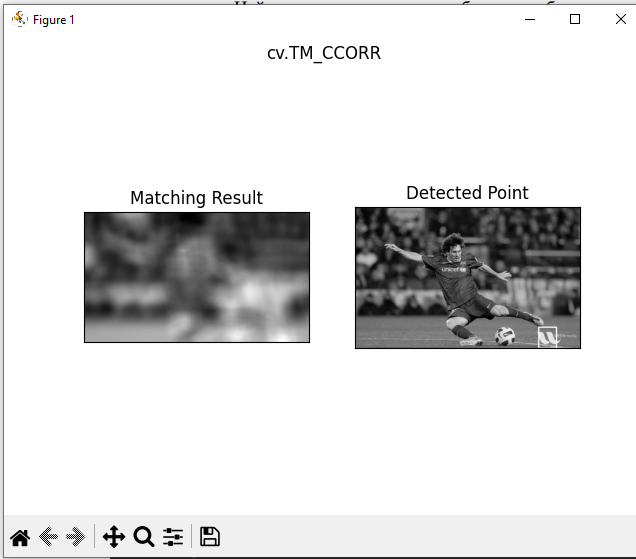 Figure 1
cv.TM_CCORR
Matching Result
Detected Point
unicef